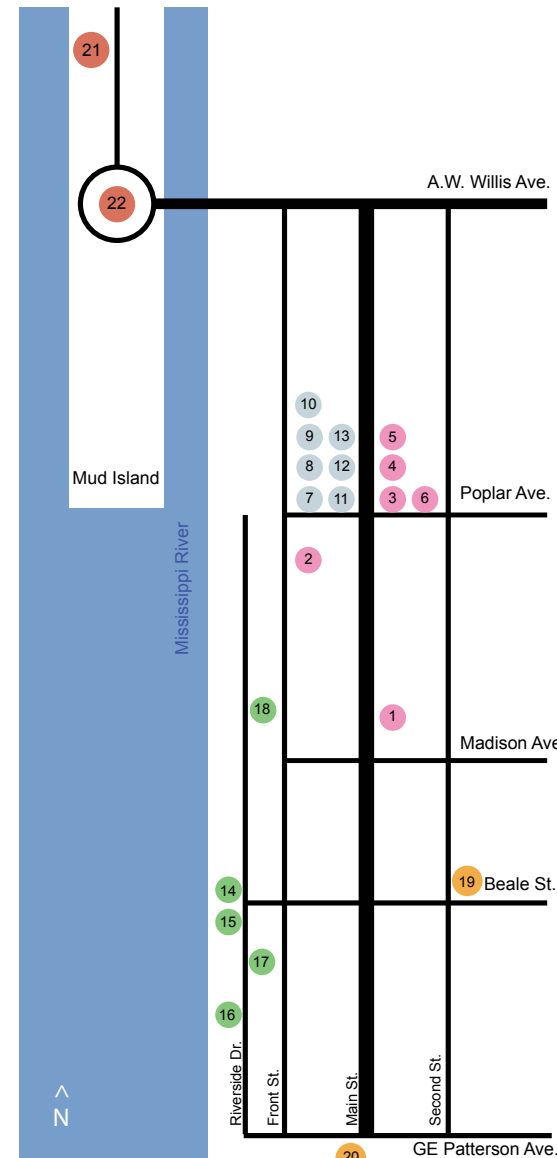 21
A.W. Willis Ave.
22
10
9 13 5
8 12 4
Mud Island
7 11 3 6 Poplar Ave.
Mississippi River
2
18
1
Madison Ave
14
19 Beale St.
15
17
16
Riverside Dr.
Front St.
Main St.
Second St.
^
N
GE Patterson Ave.
20